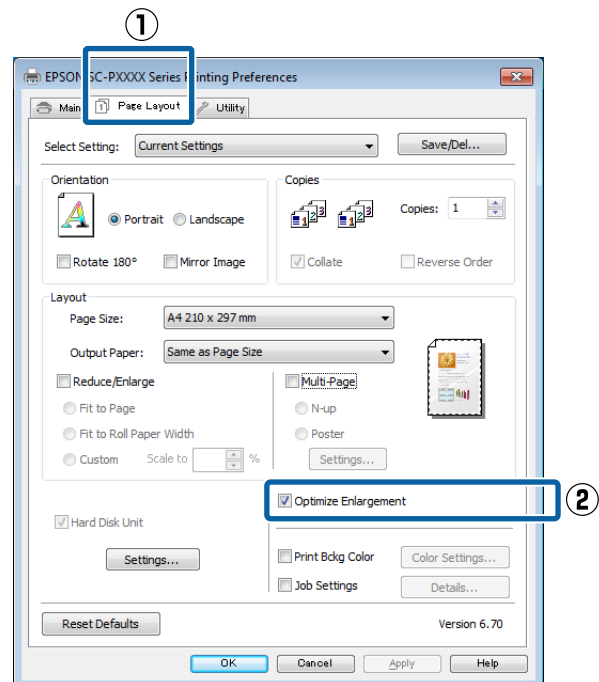 ①
EPSON SC-PXXXX Series Printing Preferences
Main
Page Layout
Utility
Select Setting: Current Settings Save/Del...
Orientation
Portrait Landscape
Rotate 180° Mirror Image
Copies
Copies: 1
Collate Reverse Order
Layout
Page Size: A4 210 x 297 mm
Output Paper: Same as Page Size
Reduce/Enlarge
Fit to Page
Fit to Roll Paper Width
Custom Scale to %
Multi-Page
N-up
Poster
Settings...
Optimize Enlargement
②
Hard Disk Unit
Settings...
Print Bckg Color Color Settings...
Job Settings Details...
Reset Defaults Version 6.70
OK Cancel Apply Help